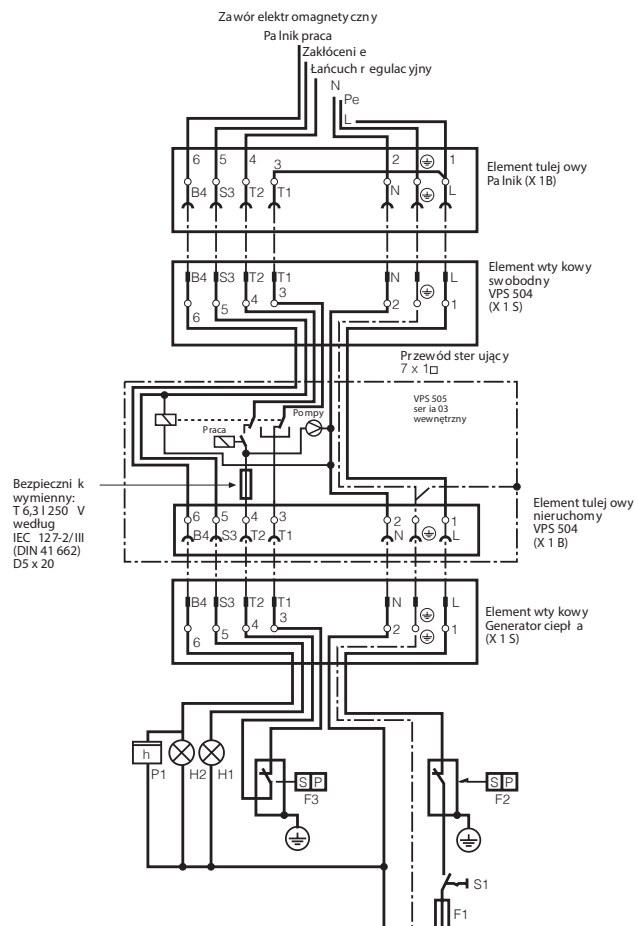 Zawór elektromagnetyczny
Palnik praca
Zakłócenie
Łańcuch regulacyjny
N
Pe
L
6 5 4 3 2 1
B4 S3 T2 T1 N L
Element tulejowy
Palnik (X 1B)
B4 S3 T2 T1 N L
6 5 4 3 2 1
Element wtykowy
swobodny
VPS 504
(X 1 S)
Przewód sterujący
7 x 1□
VPS 505
seria 03
wewnętrzny
Pompy
Praca
Bezpiecznik
wymienny:
T 6,3 l 250 V
według
IEC 127-2/III
(DIN 41 662)
D5 x 20
6 5 4 3 2 1
B4 S3 T2 T1 N L
Element tulejowy
nieruchomy
VPS 504
(X 1 B)
B4 S3 T2 T1 N L
6 5 4 3 2 1
Element wtykowy
Generator ciepła
(X 1 S)
h
P1 H2 H1
S P
F3
S P
F2
S1
F1